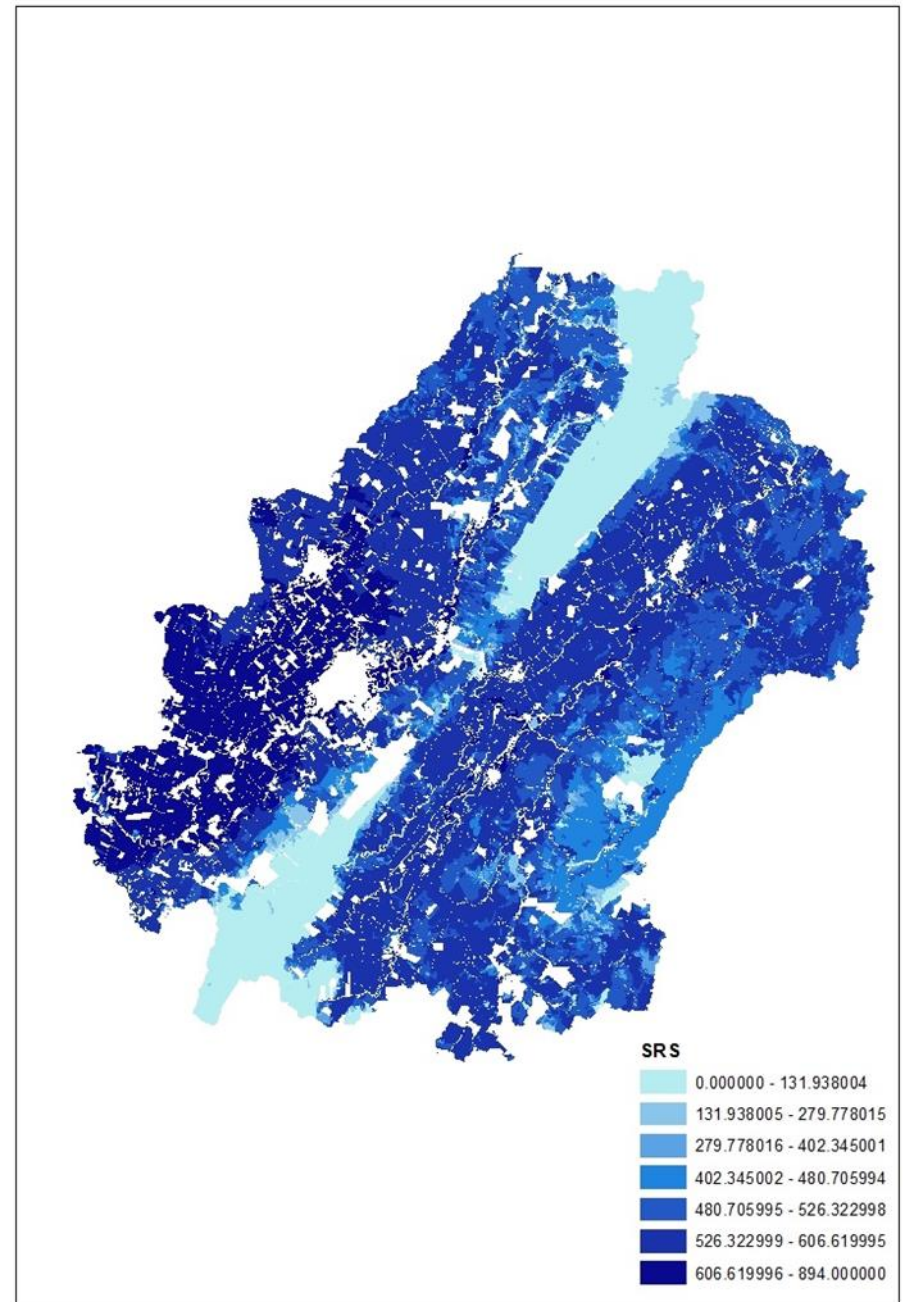 SRS
0.000000 - 131.938004
131.938005 - 279.778015
279.778016 - 402.345001
402.345002 - 480.705994
480.705995 - 526.322998
526.322999 - 606.619995
606.619996 - 894.000000